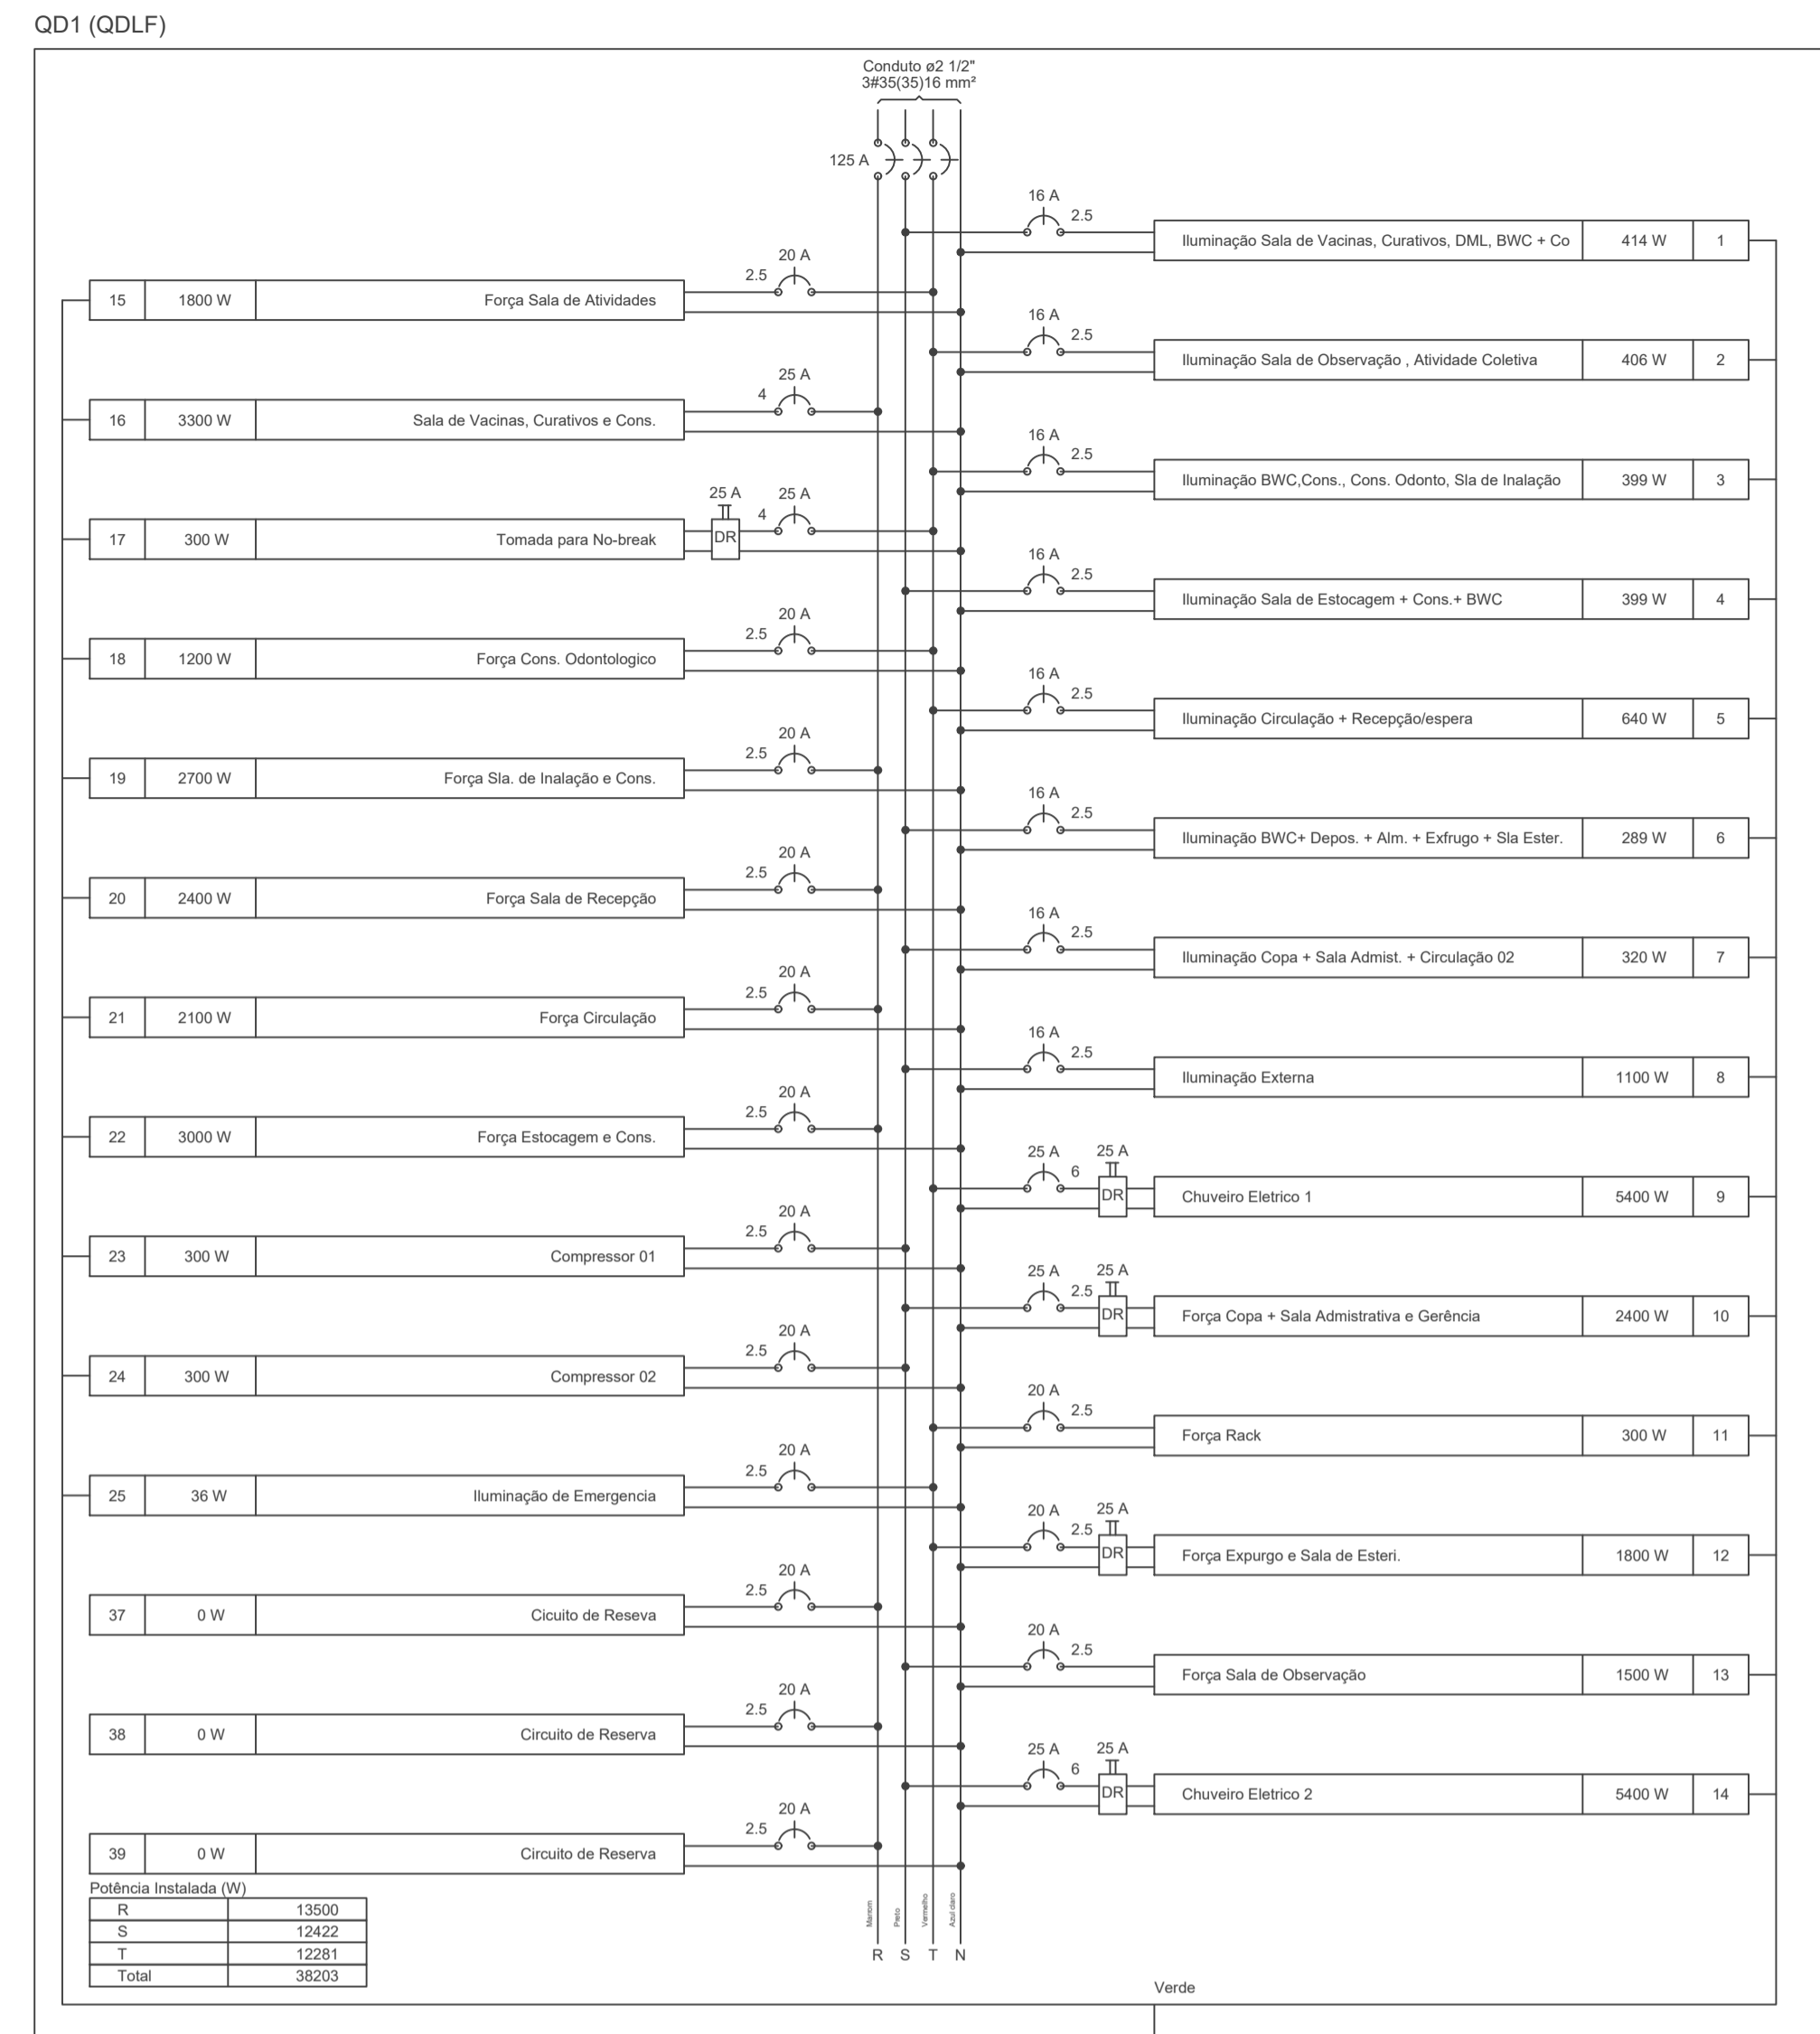 QD1 (QDLF)
Conduto ø2 1/2"
3#35(35)16 mm²
125 A
16 A
2.5
Iluminação Sala de Vacinas, Curativos, DML, BWC + Co 414 W 1
20 A
2.5
15 1800 W Força Sala de Atividades
16 A
2.5
Iluminação Sala de Observação , Atividade Coletiva 406 W 2
25 A
4
16 3300 W Sala de Vacinas, Curativos e Cons.
16 A
2.5
Iluminação BWC,Cons., Cons. Odonto, Sla de Inalação 399 W 3
25 A 25 A
4
17 300 W Tomada para No-break DR
16 A
2.5
Iluminação Sala de Estocagem + Cons.+ BWC 399 W 4
20 A
2.5
18 1200 W Força Cons. Odontologico
16 A
2.5
Iluminação Circulação + Recepção/espera 640 W 5
20 A
2.5
19 2700 W Força Sla. de Inalação e Cons.
16 A
2.5
Iluminação BWC+ Depos. + Alm. + Exfrugo + Sla Ester. 289 W 6
20 A
2.5
20 2400 W Força Sala de Recepção
16 A
2.5
Iluminação Copa + Sala Admist. + Circulação 02 320 W 7
20 A
2.5
21 2100 W Força Circulação
16 A
2.5
Iluminação Externa 1100 W 8
20 A
2.5
22 3000 W Força Estocagem e Cons.
25 A 25 A
6
DR Chuveiro Eletrico 1 5400 W 9
20 A
2.5
23 300 W Compressor 01
25 A 25 A
2.5
DR Força Copa + Sala Admistrativa e Gerência 2400 W 10
20 A
2.5
24 300 W Compressor 02
20 A
2.5
Força Rack 300 W 11
20 A
2.5
25 36 W Iluminação de Emergencia
20 A 25 A
2.5
DR Força Expurgo e Sala de Esteri. 1800 W 12
20 A
2.5
37 0 W Cicuito de Reseva
20 A
2.5
Força Sala de Observação 1500 W 13
20 A
2.5
38 0 W Circuito de Reserva
25 A 25 A
6
DR Chuveiro Eletrico 2 5400 W 14
20 A
2.5
39 0 W Circuito de Reserva
Potência Instalada (W)
R 13500
S 12422
T 12281
Total 38203
Marrom
Preto
Vermelho
Azul claro
R S T N
Verde